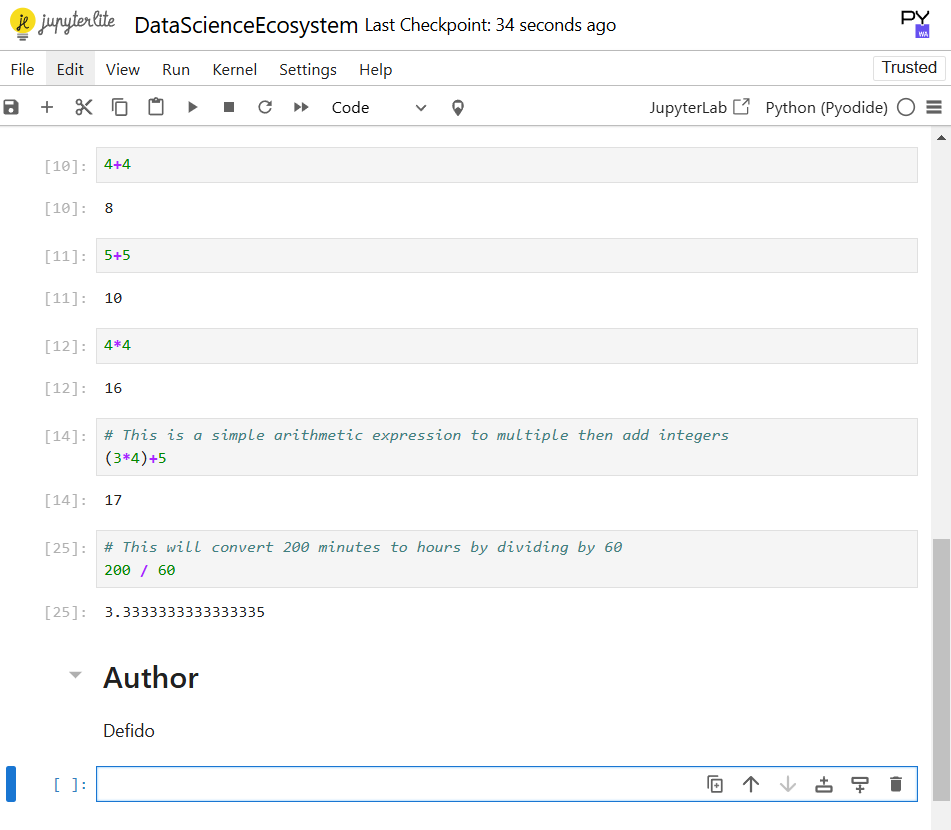 jupyterlite DataScienceEcosystem Last Checkpoint: 34 seconds ago PY WA
File Edit View Run Kernel Settings Help Trusted
Code JupyterLab Python (Pyodide)
[10]: 4+4
[10]: 8
[11]: 5+5
[11]: 10
[12]: 4*4
[12]: 16
[14]: # This is a simple arithmetic expression to multiple then add integers
(3*4)+5
[14]: 17
[25]: # This will convert 200 minutes to hours by dividing by 60
200 / 60
[25]: 3.3333333333333335
Author
Defido
[ ]: